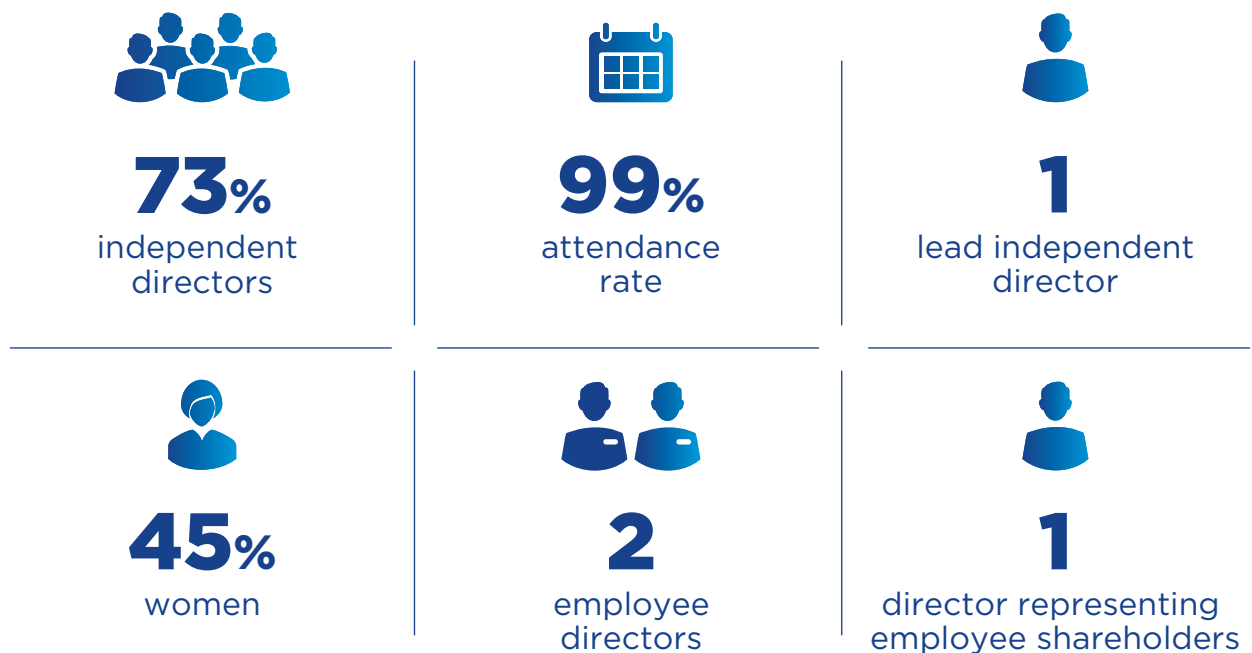 73%
independent
directors
99%
attendance
rate
1
lead independent
director
45%
women
2
employee
directors
1
director representing
employee shareholders